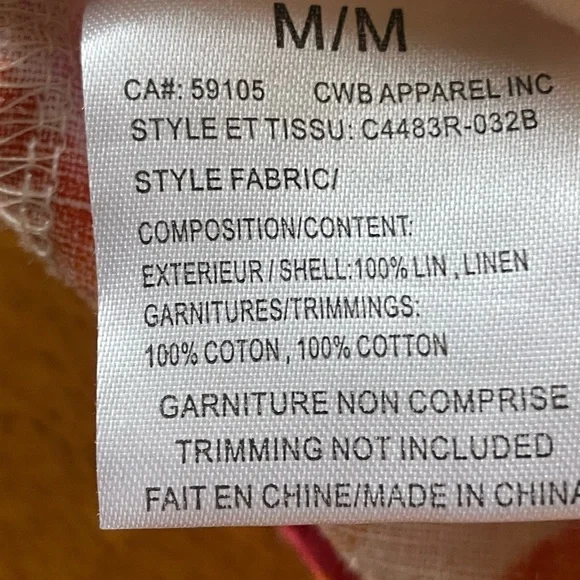 M/M
CA#: 59105 CWB APPAREL INC
STYLE ET TISSU: C4483R-032B
STYLE FABRIC/
COMPOSITION/CONTENT:
EXTERIEUR / SHELL:100% LIN , LINEN
GARNITURES/TRIMMINGS:
100% COTON , 100% COTTON
GARNITURE NON COMPRISE
TRIMMING NOT INCLUDED
FAIT EN CHINE/MADE IN CHINA